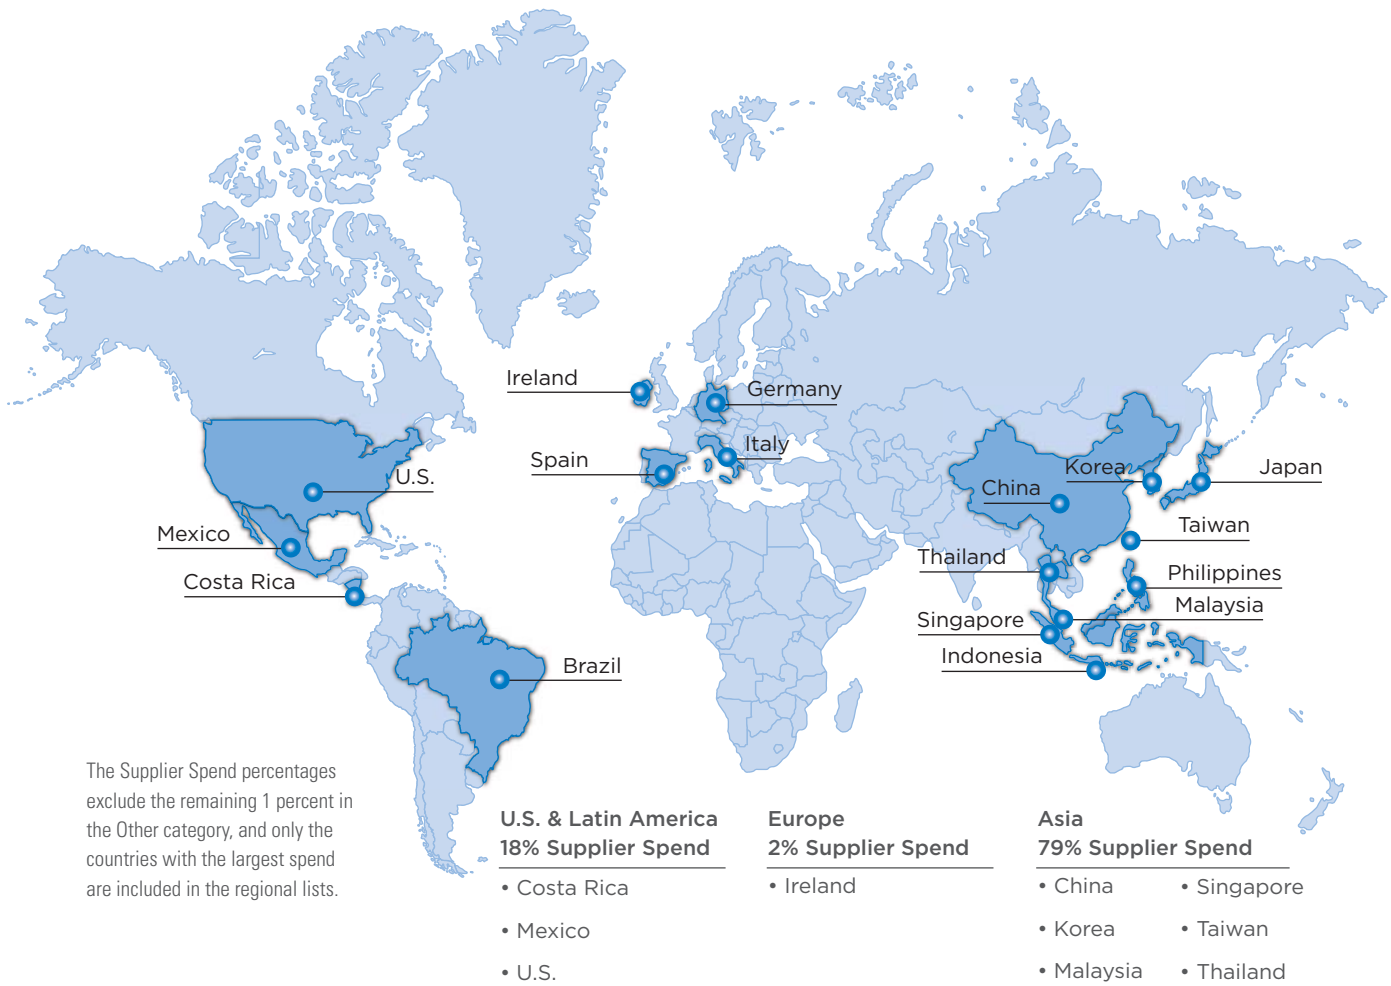 Ireland
Germany
Italy
Spain
U.S.
Mexico
Costa Rica
Brazil
Korea
Japan
China
Taiwan
Thailand
Philippines
Malaysia
Singapore
Indonesia
The Supplier Spend percentages
exclude the remaining 1 percent in
the Other category, and only the
countries with the largest spend
are included in the regional lists.
U.S. & Latin America
18% Supplier Spend
• Costa Rica
• Mexico
• U.S.
Europe
2% Supplier Spend
• Ireland
Asia
79% Supplier Spend
• China
• Korea
• Malaysia
• Singapore
• Taiwan
• Thailand